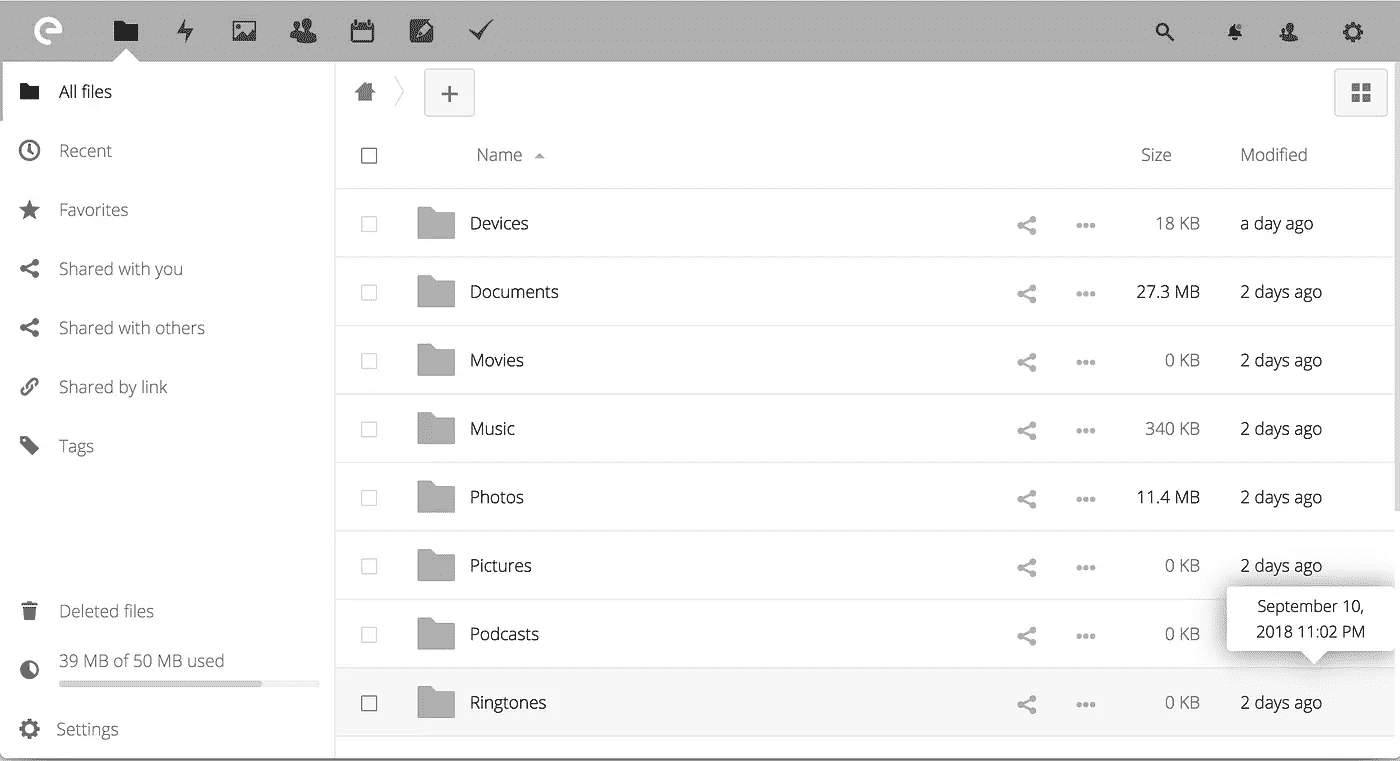 All files
Recent
Favorites
Shared with you
Shared with others
Shared by link
Tags
Deleted files
39 MB of 50 MB used
Settings
Name Size Modified
Devices 18 KB a day ago
Documents 27.3 MB 2 days ago
Movies 0 KB 2 days ago
Music 340 KB 2 days ago
Photos 11.4 MB 2 days ago
Pictures 0 KB 2 days ago
Podcasts 0 KB
September 10,
2018 11:02 PM
Ringtones 0 KB 2 days ago